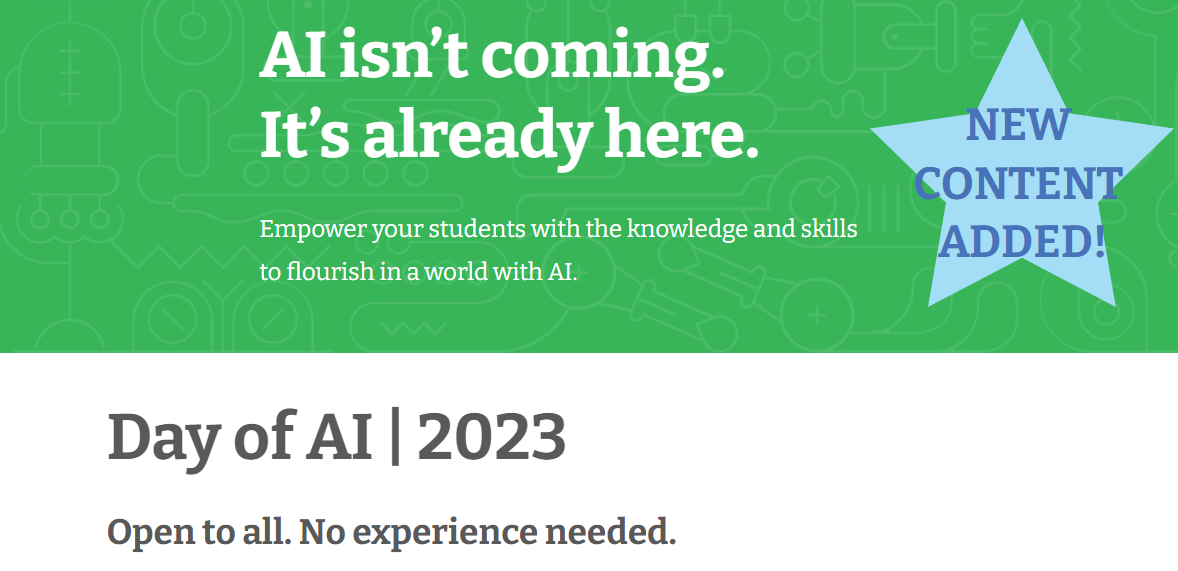 AI isn’t coming.
It’s already here.
Empower your students with the knowledge and skills
to flourish in a world with AI.
NEW
CONTENT
ADDED!
Day of AI | 2023
Open to all. No experience needed.